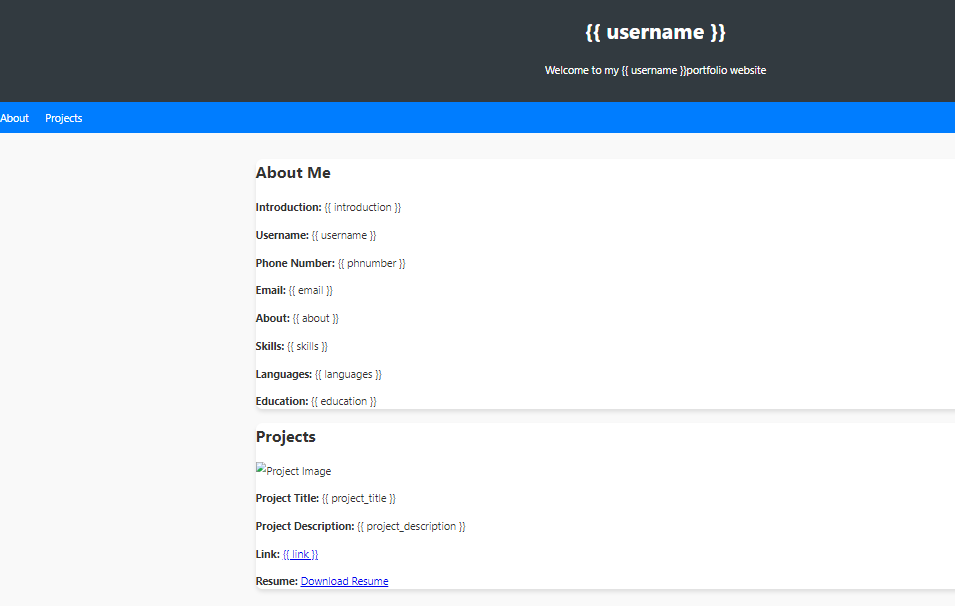 {{ username }}
Welcome to my {{ username }}portfolio website
About Projects
About Me
Introduction: {{ introduction }}
Username: {{ username }}
Phone Number: {{ phnumber }}
Email: {{ email }}
About: {{ about }}
Skills: {{ skills }}
Languages: {{ languages }}
Education: {{ education }}
Projects
Project Image
Project Title: {{ project_title }}
Project Description: {{ project_description }}
Link: {{ link }}
Resume: Download Resume